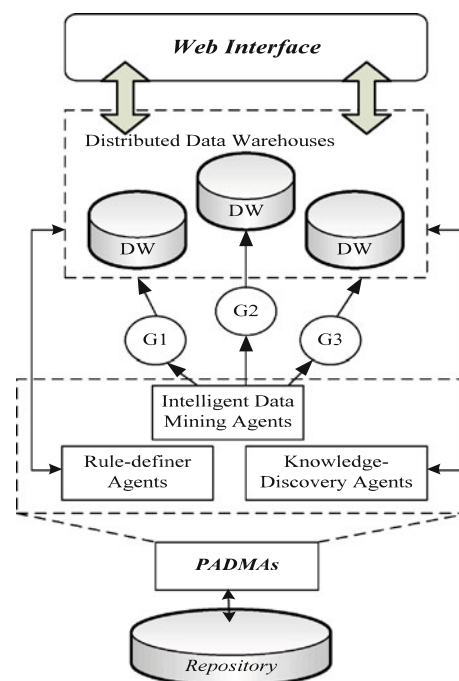 Web Interface
Distributed Data Warehouses
DW
DW
DW
G1
G2
G3
Intelligent Data
Mining Agents
Rule-definer
Agents
Knowledge-
Discovery Agents
PADMAs
Repository